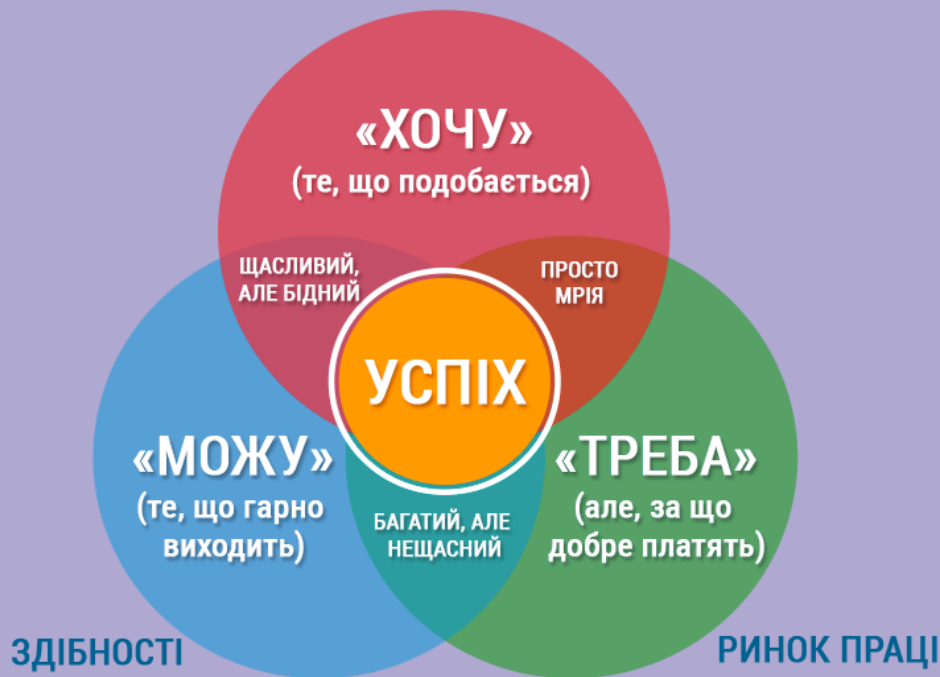 «ХОЧУ»
(те, що подобається)
ЩАСЛИВИЙ,
АЛЕ БІДНИЙ
ПРОСТО
МРІЯ
УСПІХ
«МОЖУ»
(те, що гарно
виходить)
«ТРЕБА»
(але, за що
добре платять)
БАГАТИЙ, АЛЕ
НЕЩАСНИЙ
ЗДІБНОСТІ
РИНОК ПРАЦІ